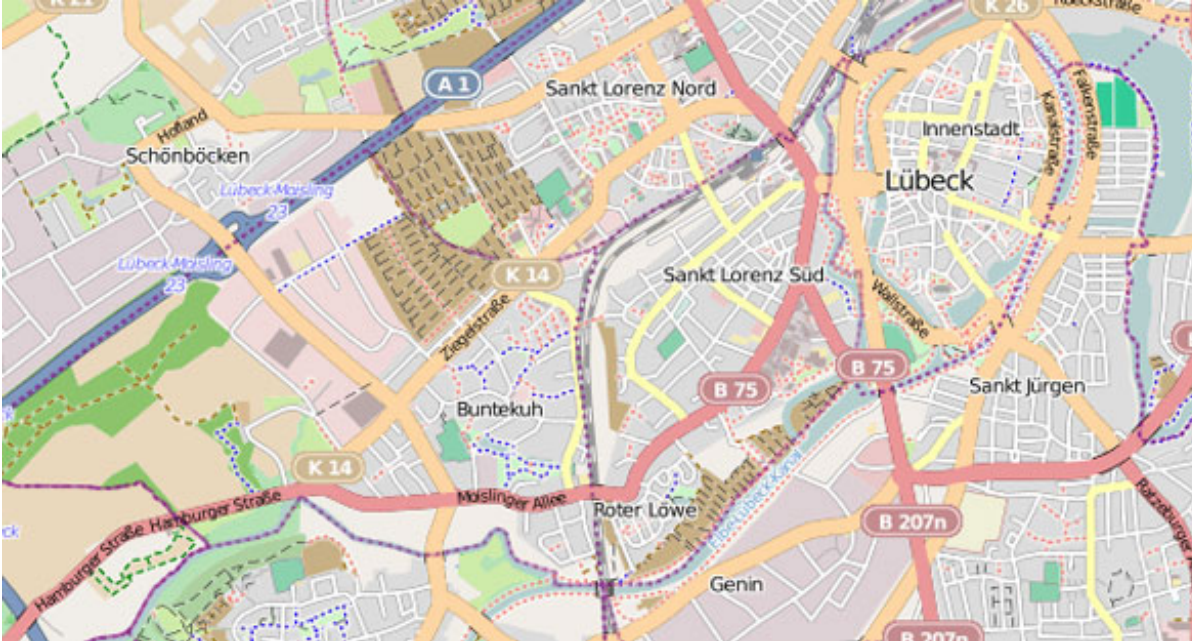 K 21
K 26
Roeckstraße
A 1
Sankt Lorenz Nord
Falkenstraße
Kanalstraße
Hofland
Innenstadt
Schönböcken
Lübeck
Lübeck-Moisling
23
Lübeck-Moisling
23
K 14
Sankt Lorenz Süd
Wallstraße
Ziegelstraße
B 75
B 75
Sankt Jürgen
Buntekuh
K 14
Moislinger Allee
Hamburger Straße
Hamburger Straße
Roter Löwe
Elbe-Lübeck-Kanal
B 207n
Ratzeburger
Genin
B 207n